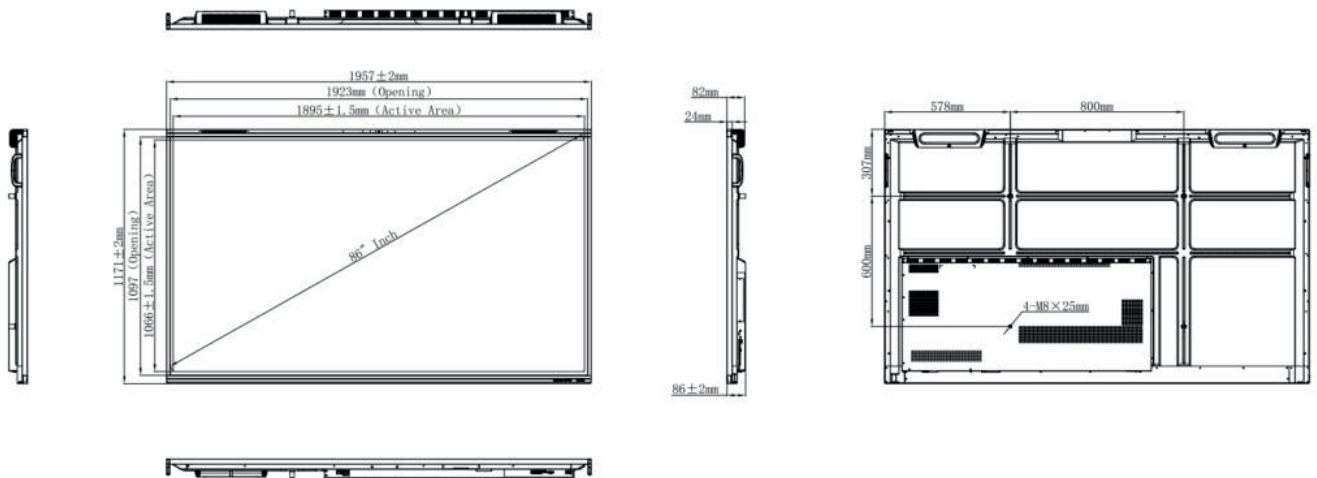 1957±2mm
1923mm (Opening)
1895±1.5mm (Active Area)
1171±2mm
1097 (Opening)
1066±1.5mm (Active Area)
86" Inch
82mm
24mm
86±2mm
578mm
800mm
307mm
600mm
4-M8×25mm